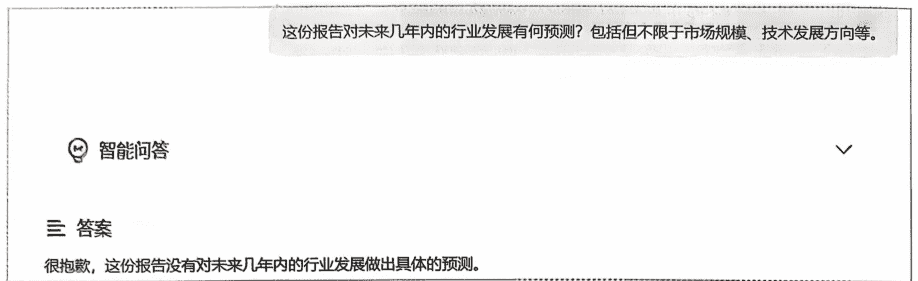 这份报告对未来几年内的行业发展有何预测？包括但不限于市场规模、技术发展方向等。
智能问答
答案
很抱歉，这份报告没有对未来几年内的行业发展做出具体的预测。